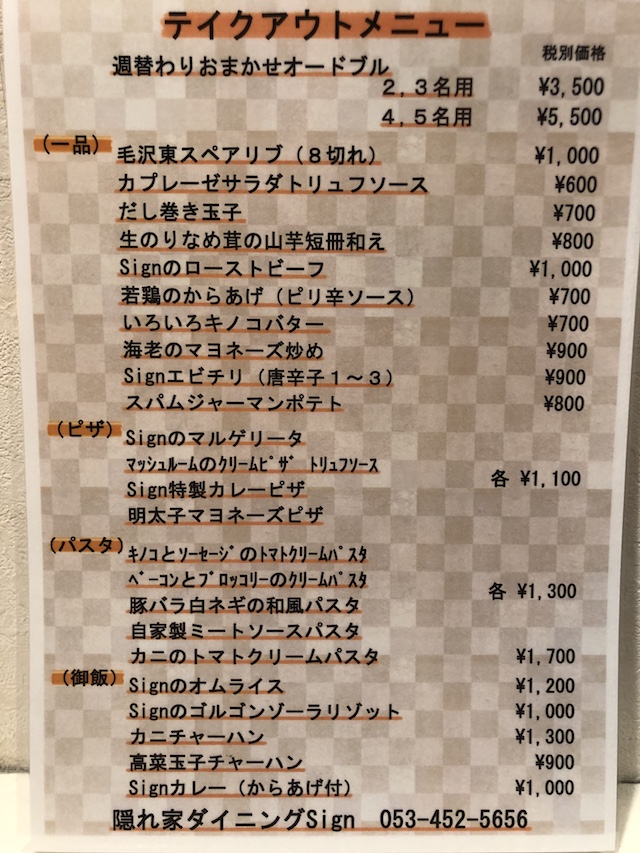 テイクアウトメニュー
税別価格
週替わりおまかせオードブル
2,3名用 ¥3,500
4,5名用 ¥5,500
(一品)
毛沢東スペアリブ(8切れ) ¥1,000
カプレーゼサラダトリュフソース ¥600
だし巻き玉子 ¥700
生のりなめ茸の山芋短冊和え ¥800
Signのローストビーフ ¥1,000
若鶏のからあげ(ピリ辛ソース) ¥700
いろいろキノコバター ¥700
海老のマヨネーズ炒め ¥900
Signエビチリ(唐辛子1~3) ¥900
スパムジャーマンポテト ¥800
(ピザ)
Signのマルゲリータ
マッシュルームのクリームピザ トリュフソース
各 ¥1,100
Sign特製カレーピザ
明太子マヨネーズピザ
(パスタ)
キノコとソーセージのトマトクリームパスタ
ベーコンとブロッコリーのクリームパスタ
各 ¥1,300
豚バラ白ネギの和風パスタ
自家製ミートソースパスタ
カニのトマトクリームパスタ ¥1,700
(御飯)
Signのオムライス ¥1,200
Signのゴルゴンゾーラリゾット ¥1,000
カニチャーハン ¥1,300
高菜玉子チャーハン ¥900
Signカレー(からあげ付) ¥1,000
隠れ家ダイニングSign 053-452-5656